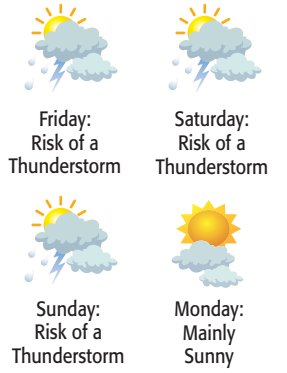 Friday:
Risk of a
Thunderstorm
Saturday:
Risk of a
Thunderstorm
Sunday:
Risk of a
Thunderstorm
Monday:
Mainly
Sunny